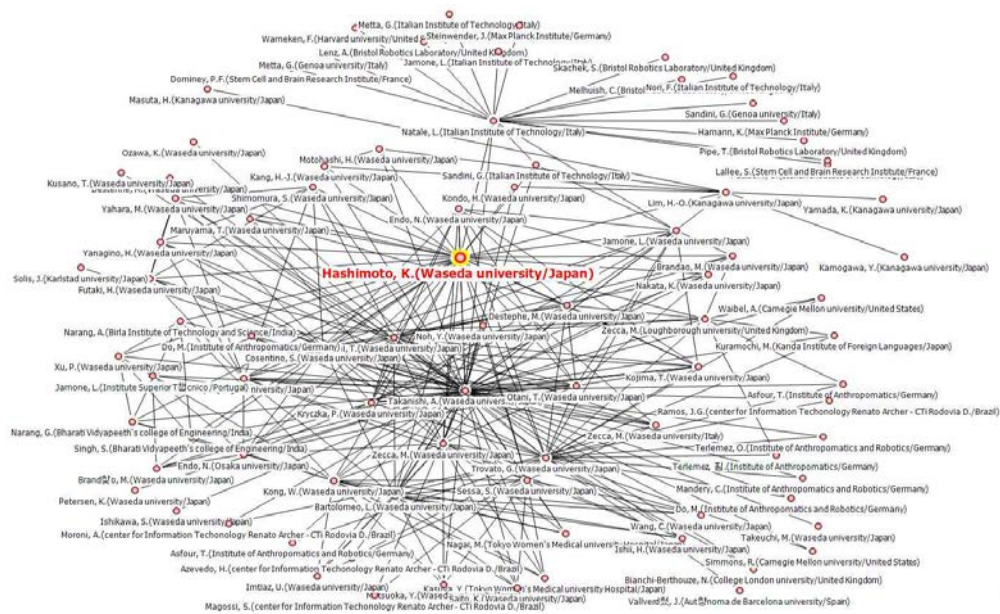 Metta, G.(Italian Institute of Technology/Italy)
Warneken, F.(Harvard university/United
Steinwender, J.(Max Planck Institute/Germany)
Lenz, A.(Bristol Robotics Laboratory/United Kingdom)
Metta, G.(Genoa university/Italy)
Jamone, L.(Italian Institute of Technology/Italy)
Skachek, S.(Bristol Robotics Laboratory/United Kingdom)
Dominey, P.F.(Stem Cell and Brain Research Institute/France)
Melhuish, C.(Bristol
Nori, F.(Italian Institute of Technology/Italy)
Masuta, H.(Kanagawa university/Japan)
Sandini, G.(Genoa university/Italy)
Natale, L.(Italian Institute of Technology/Italy)
Hamann, K.(Max Planck Institute/Germany)
Ozawa, K.(Waseda university/Japan)
Pipe, T.(Bristol Robotics Laboratory/United Kingdom)
Motohashi, H.(Waseda university/Japan)
Lallee, S.(Stem Cell and Brain Research Institute/France)
Kang, H.-J.(Waseda university/Japan)
Sandini, G.(Italian Institute of Technology/Italy)
Kusano, T.(Waseda university/Japan)
Shimomura, S.(Waseda university/Japan)
Kondo, H.(Waseda university/Japan)
Lim, H.-O.(Kanagawa university/Japan)
Yahara, M.(Waseda university/Japan)
Yamada, K.(Kanagawa university/Japan)
Endo, N.(Waseda university/Japan)
Maruyama, T.(Waseda university/Japan)
Jamone, L.(Waseda university/Japan)
Yanagino, H.(Waseda university/Japan)
Hashimoto, K.(Waseda university/Japan)
Brandao, M.(Waseda university/Japan)
Kamogawa, Y.(Kanagawa university/Japan)
Solis, J.(Karlstad university/Japan)
Nakata, K.(Waseda university/Japan)
Futaki, H.(Waseda university/Japan)
Waibel, A.(Carnegie Mellon university/United States)
Destephe, M.(Waseda university/Japan)
Narang, A.(Birla Institute of Technology and Science/India)
Noh, Y.(Waseda university/Japan)
Zecca, M.(Loughborough university/United Kingdom)
Do, M.(Institute of Anthropomatics/Germany)
T.(Waseda university/Japan)
Kuramochi, M.(Kanda Institute of Foreign Languages/Japan)
Cosentino, S.(Waseda university/Japan)
Xu, P.(Waseda university/Japan)
Kojima, T.(Waseda university/Japan)
Jamone, L.(Institute Superior
university/Japan)
Otani, T.(Waseda university/Japan)
Asfour, T.(Institute of Anthropomatics/Germany)
Takanishi, A.(Waseda
Kryczka, P.(Waseda university/Japan)
Ramos, J.G.(center for Information Techonology Renato Archer - CTI Rodovia D./Brazil)
Narang, G.(Bharati Vidyapeeth's college of Engineering/India)
Zecca, M.(Waseda university/Italy)
Singh, S.(Bharati Vidyapeeth's college of Engineering/India)
Terlemez, O.(Institute of Anthropomatics and Robotics/Germany)
Zecca, M.(Waseda university/Japan)
Endo, N.(Osaka university/Japan)
Trovato, G.(Waseda university/Japan)
(Institute of Anthropomatics/Germany)
(Waseda university/Japan)
Kong, W.(Waseda university/Japan)
Sessa, S.(Waseda university/Japan)
Mandery, C.(Institute of Anthropomatics and Robotics/Germany)
Petersen, K.(Waseda university/Japan)
Bartolomeo, L.(Waseda university/Japan)
Do, M.(Institute of Anthropomatics and Robotics/Germany)
Ishikawa, S.(Waseda university/Japan)
Wang, C.(Waseda university/Japan)
Moroni, A.(center for Information Techonology Renato Archer - CTI Rodovia D./Brazil)
Takeuchi, M.(Waseda university/Japan)
Nagai, M.(Tokyo Women's Medical university
Ishii, H.(Waseda university/Japan)
Asfour, T.(Institute of Anthropomatics and Robotics/Germany)
Simmons, R.(Carnegie Mellon university/United States)
Azevedo, H.(center for Information Techonology Renato Archer - CTI Rodovia D./Brazil)
Bianchi-Berthouze, N.(College London university/United Kingdom)
Imtiaz, U.(Waseda university/Japan)
Women's Medical university Hospital/Japan)
Magossi, S.(center for Information Techonology Renato Archer - CTI Rodovia D./Brazil)